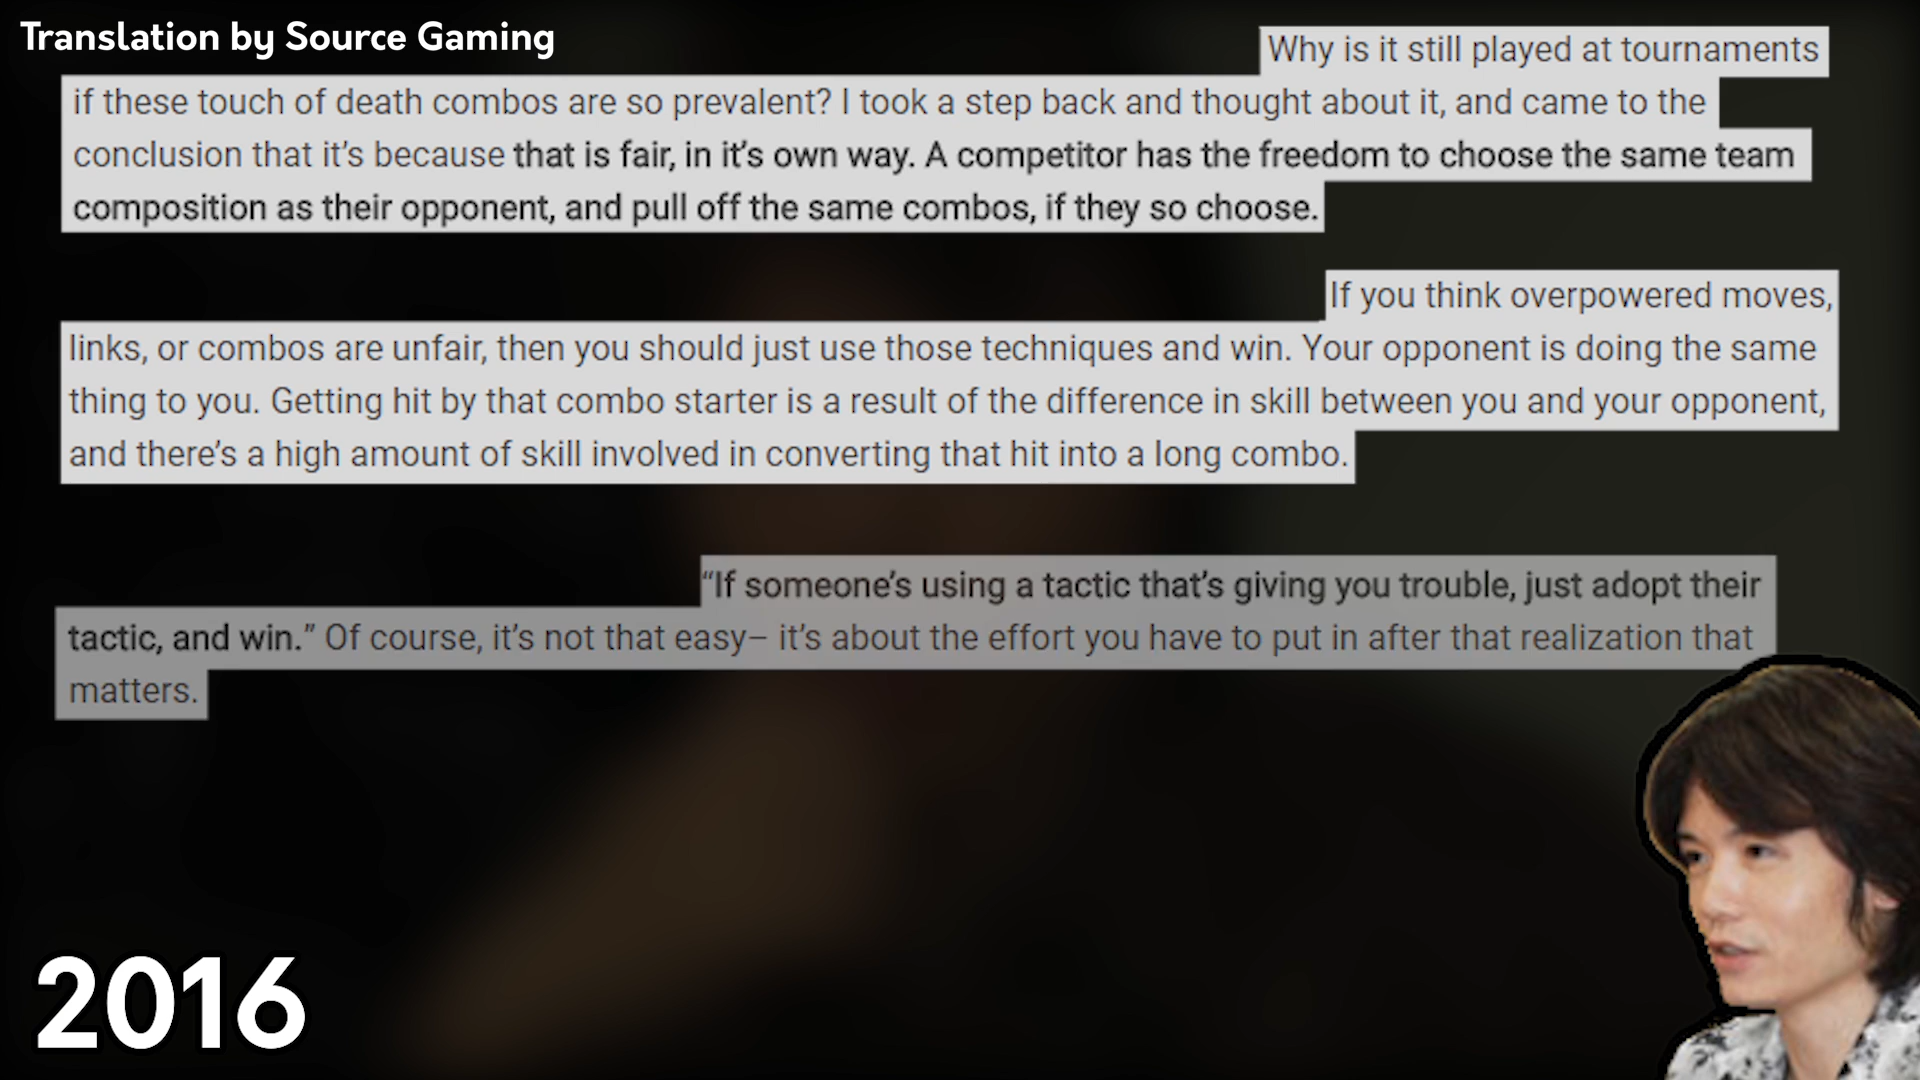 Translation by Source Gaming
Why is it still played at tournaments
if these touch of death combos are so prevalent? I took a step back and thought about it, and came to the
conclusion that it’s because that is fair, in it’s own way. A competitor has the freedom to choose the same team
composition as their opponent, and pull off the same combos, if they so choose.
If you think overpowered moves,
links, or combos are unfair, then you should just use those techniques and win. Your opponent is doing the same
thing to you. Getting hit by that combo starter is a result of the difference in skill between you and your opponent,
and there’s a high amount of skill involved in converting that hit into a long combo.
“If someone’s using a tactic that’s giving you trouble, just adopt their
tactic, and win.” Of course, it’s not that easy– it’s about the effort you have to put in after that realization that
matters.
2016